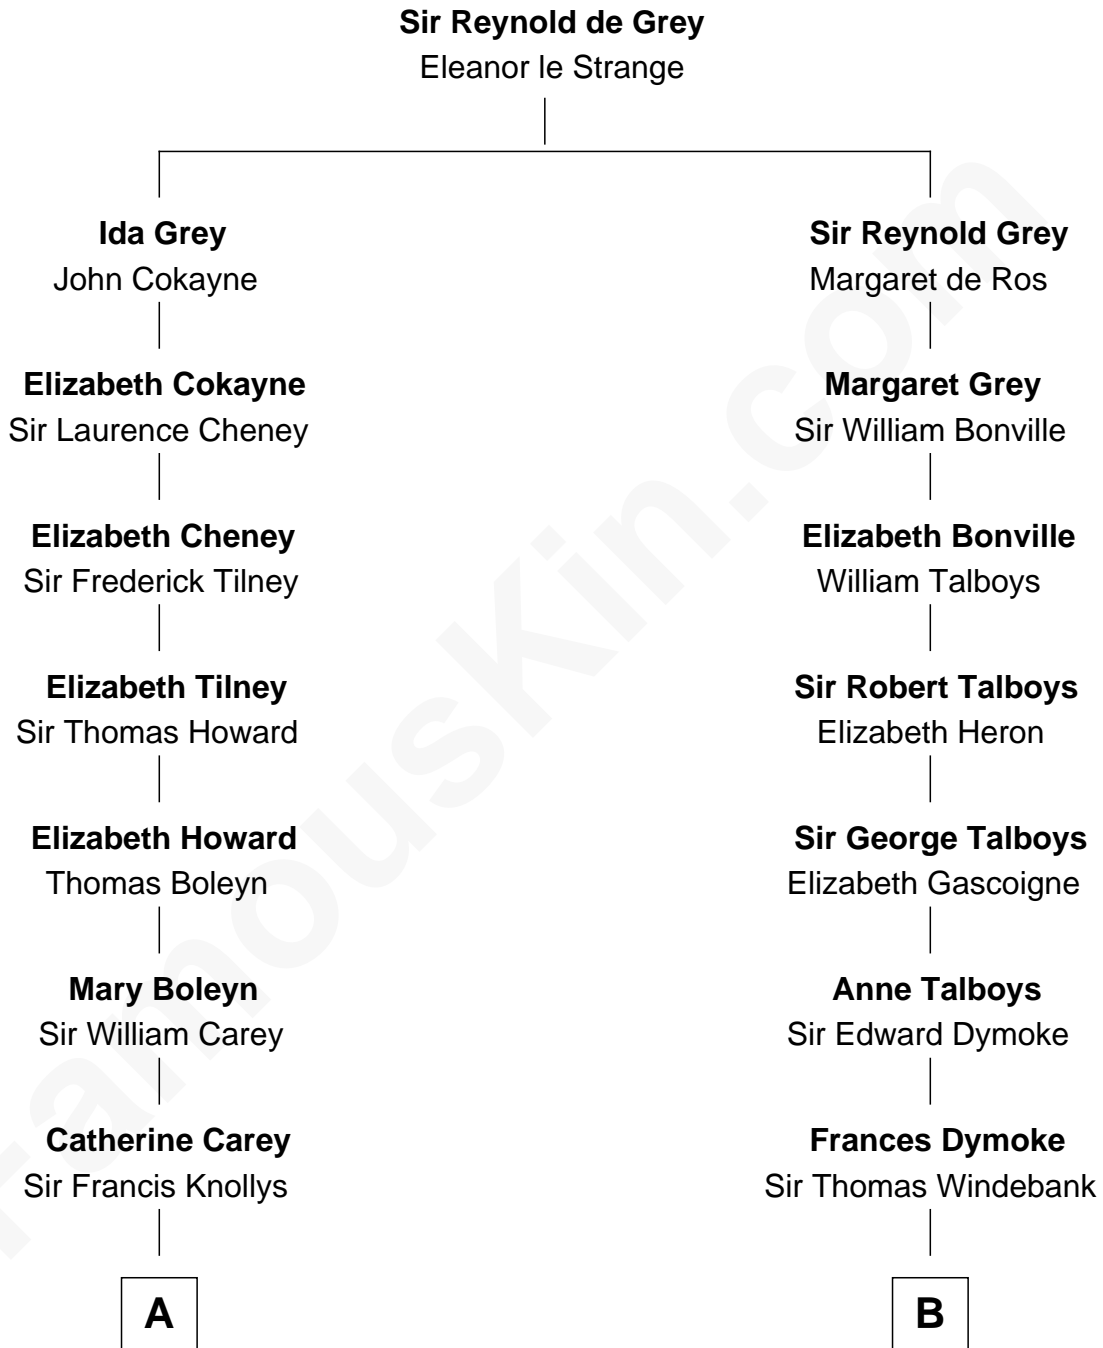 Sir Reynold de Grey
Eleanor le Strange
Ida Grey
John Cokayne
Sir Reynold Grey
Margaret de Ros
Elizabeth Cokayne
Sir Laurence Cheney
Margaret Grey
Sir William Bonville
Elizabeth Cheney
Sir Frederick Tilney
Elizabeth Bonville
William Talboys
Elizabeth Tilney
Sir Thomas Howard
Sir Robert Talboys
Elizabeth Heron
Elizabeth Howard
Thomas Boleyn
Sir George Talboys
Elizabeth Gascoigne
Mary Boleyn
Sir William Carey
Anne Talboys
Sir Edward Dymoke
Catherine Carey
Sir Francis Knollys
Frances Dymoke
Sir Thomas Windebank
A
B
FamousKin.com